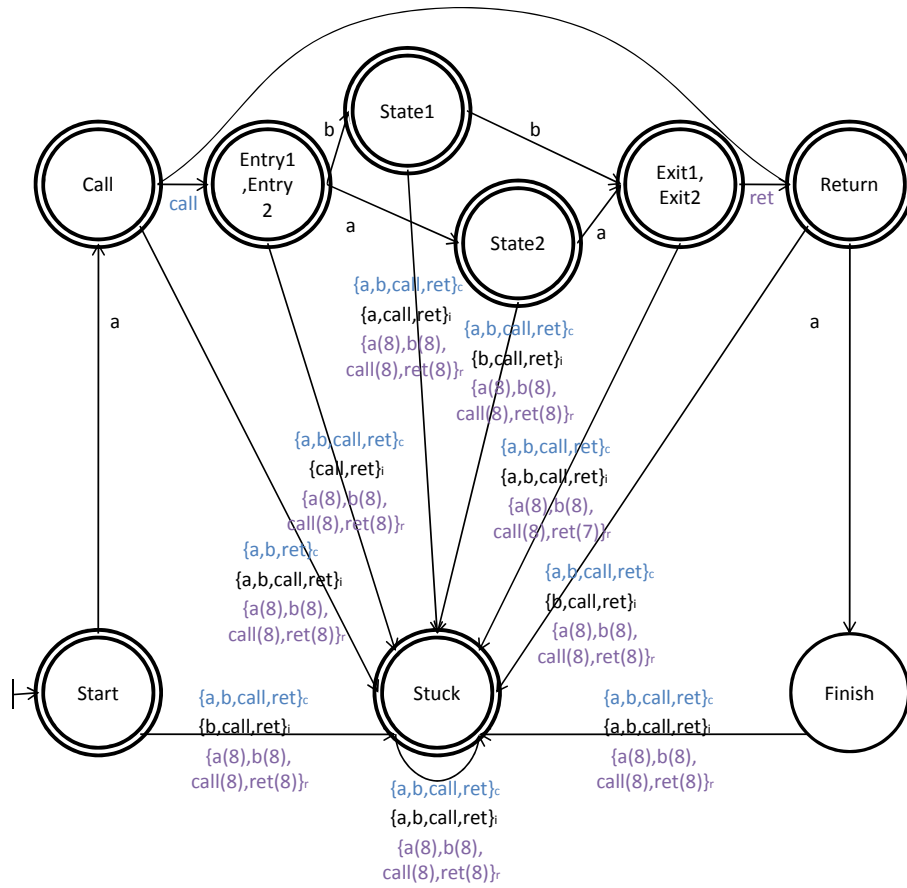 State1
b
b
Entry1
,Entry
2
Call
Exit1,
Exit2
Return
call
ret
a
State2
a
{a,b,call,ret}c
{a,call,ret}i
{a(8),b(8),
call(8),ret(8)}r
{a,b,call,ret}c
{b,call,ret}i
{a(8),b(8),
call(8),ret(8)}r
a
a
{a,b,call,ret}c
{call,ret}i
{a(8),b(8),
call(8),ret(8)}r
{a,b,call,ret}c
{a,b,call,ret}i
{a(8),b(8),
call(8),ret(7)}r
{a,b,ret}c
{a,b,call,ret}i
{a(8),b(8),
call(8),ret(8)}r
{a,b,call,ret}c
{b,call,ret}i
{a(8),b(8),
call(8),ret(8)}r
Start
Stuck
Finish
{a,b,call,ret}c
{b,call,ret}i
{a(8),b(8),
call(8),ret(8)}r
{a,b,call,ret}c
{a,b,call,ret}i
{a(8),b(8),
call(8),ret(8)}r
{a,b,call,ret}c
{a,b,call,ret}i
{a(8),b(8),
call(8),ret(8)}r